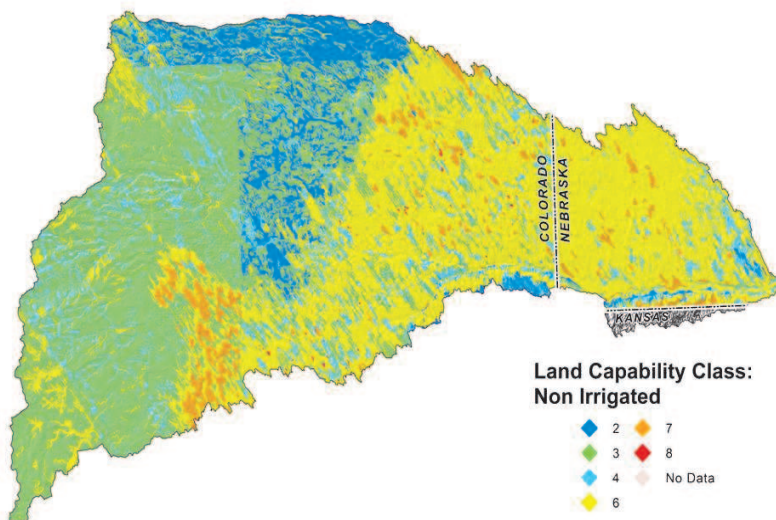 COLORADO
NEBRASKA
KANSAS
Land Capability Class:
Non Irrigated
2
7
3
8
4
No Data
6